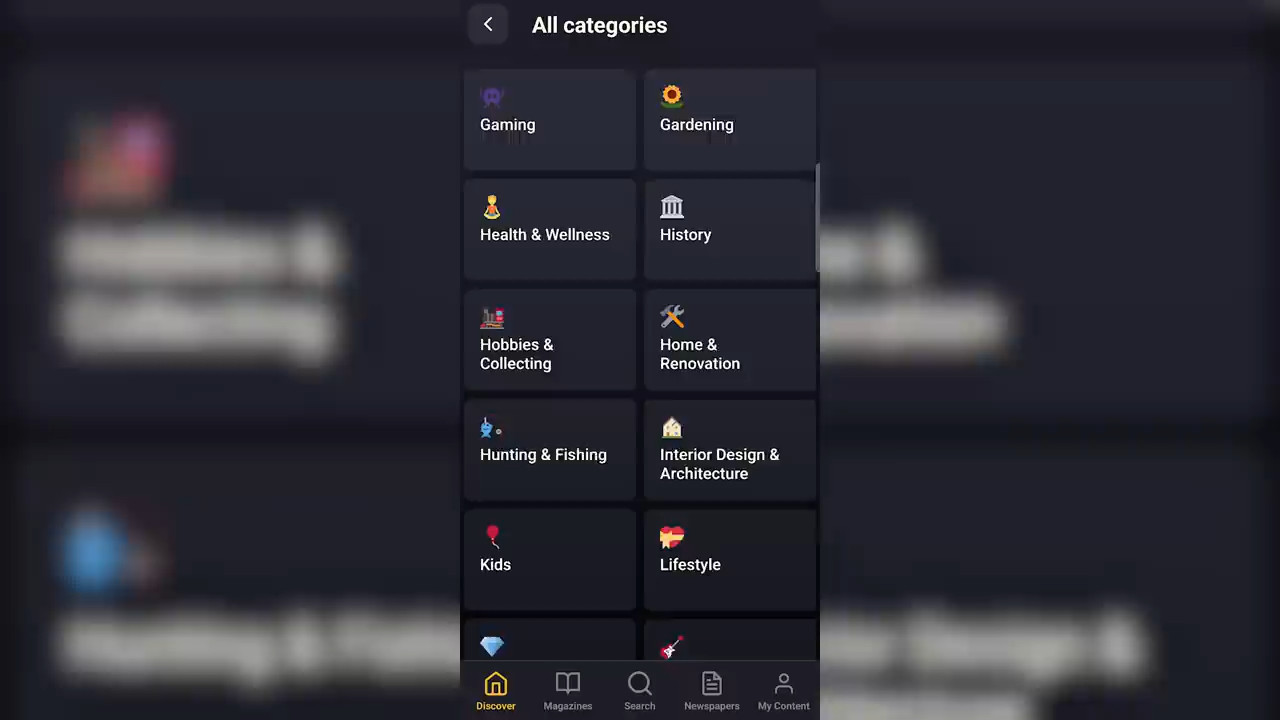 All categories
Gaming
Gardening
Health & Wellness
History
Hobbies &
Collecting
Home &
Renovation
Hunting & Fishing
Interior Design &
Architecture
Kids
Lifestyle
Discover
Magazines
Search
Newspapers
My Content